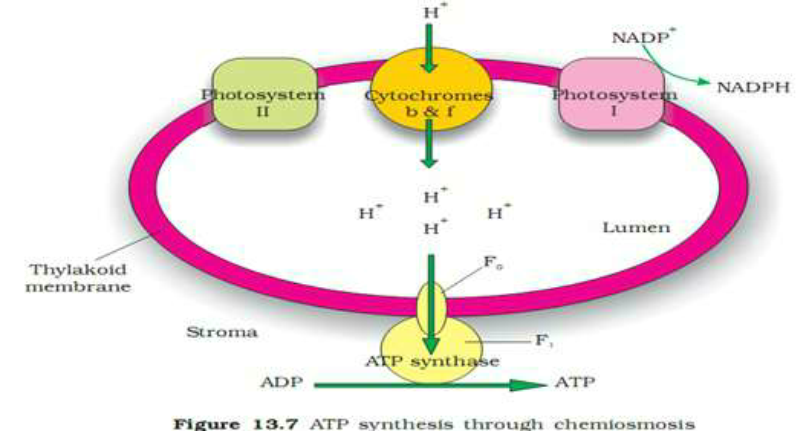 H⁺
NADP⁺
NADPH
Photosystem
II
Cytochromes
b & f
Photosystem
I
H⁺
H⁺
H⁺
H⁺
Lumen
F₀
Thylakoid
membrane
Stroma
F₁
ATP synthase
ADP
ATP
Figure 13.7 ATP synthesis through chemiosmosis